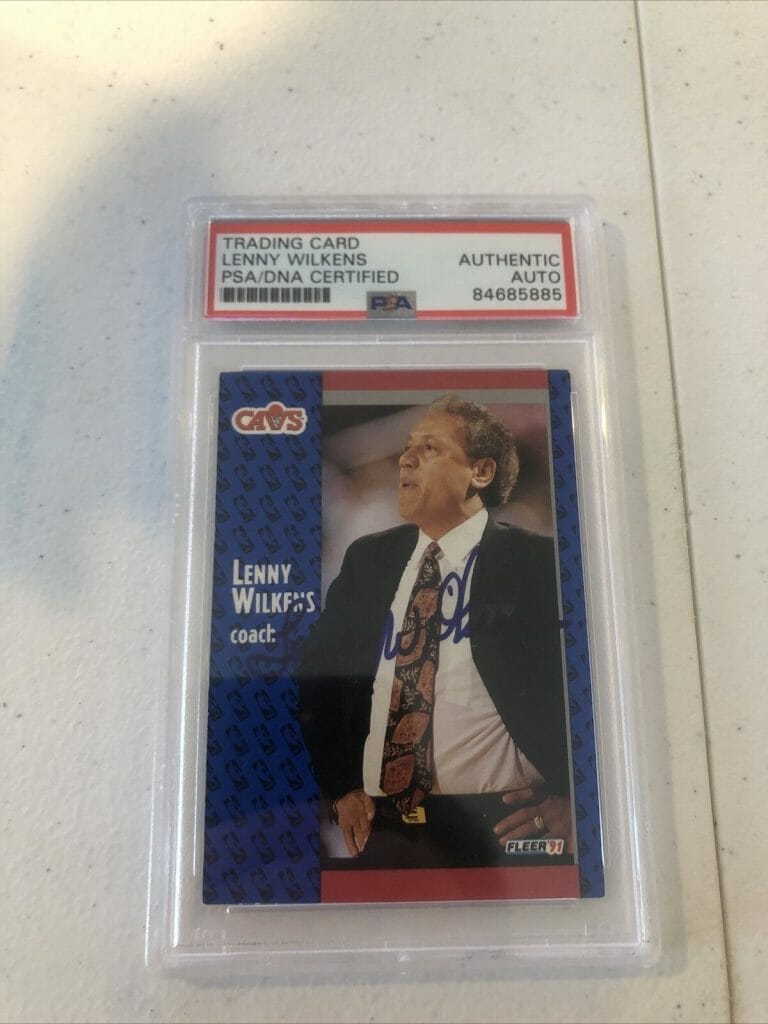 TRADING CARD
LENNY WILKENS
PSA/DNA CERTIFIED
AUTHENTIC
AUTO
84685885
PSA
CAVS
LENNY
WILKENS
coach
FLEER '91